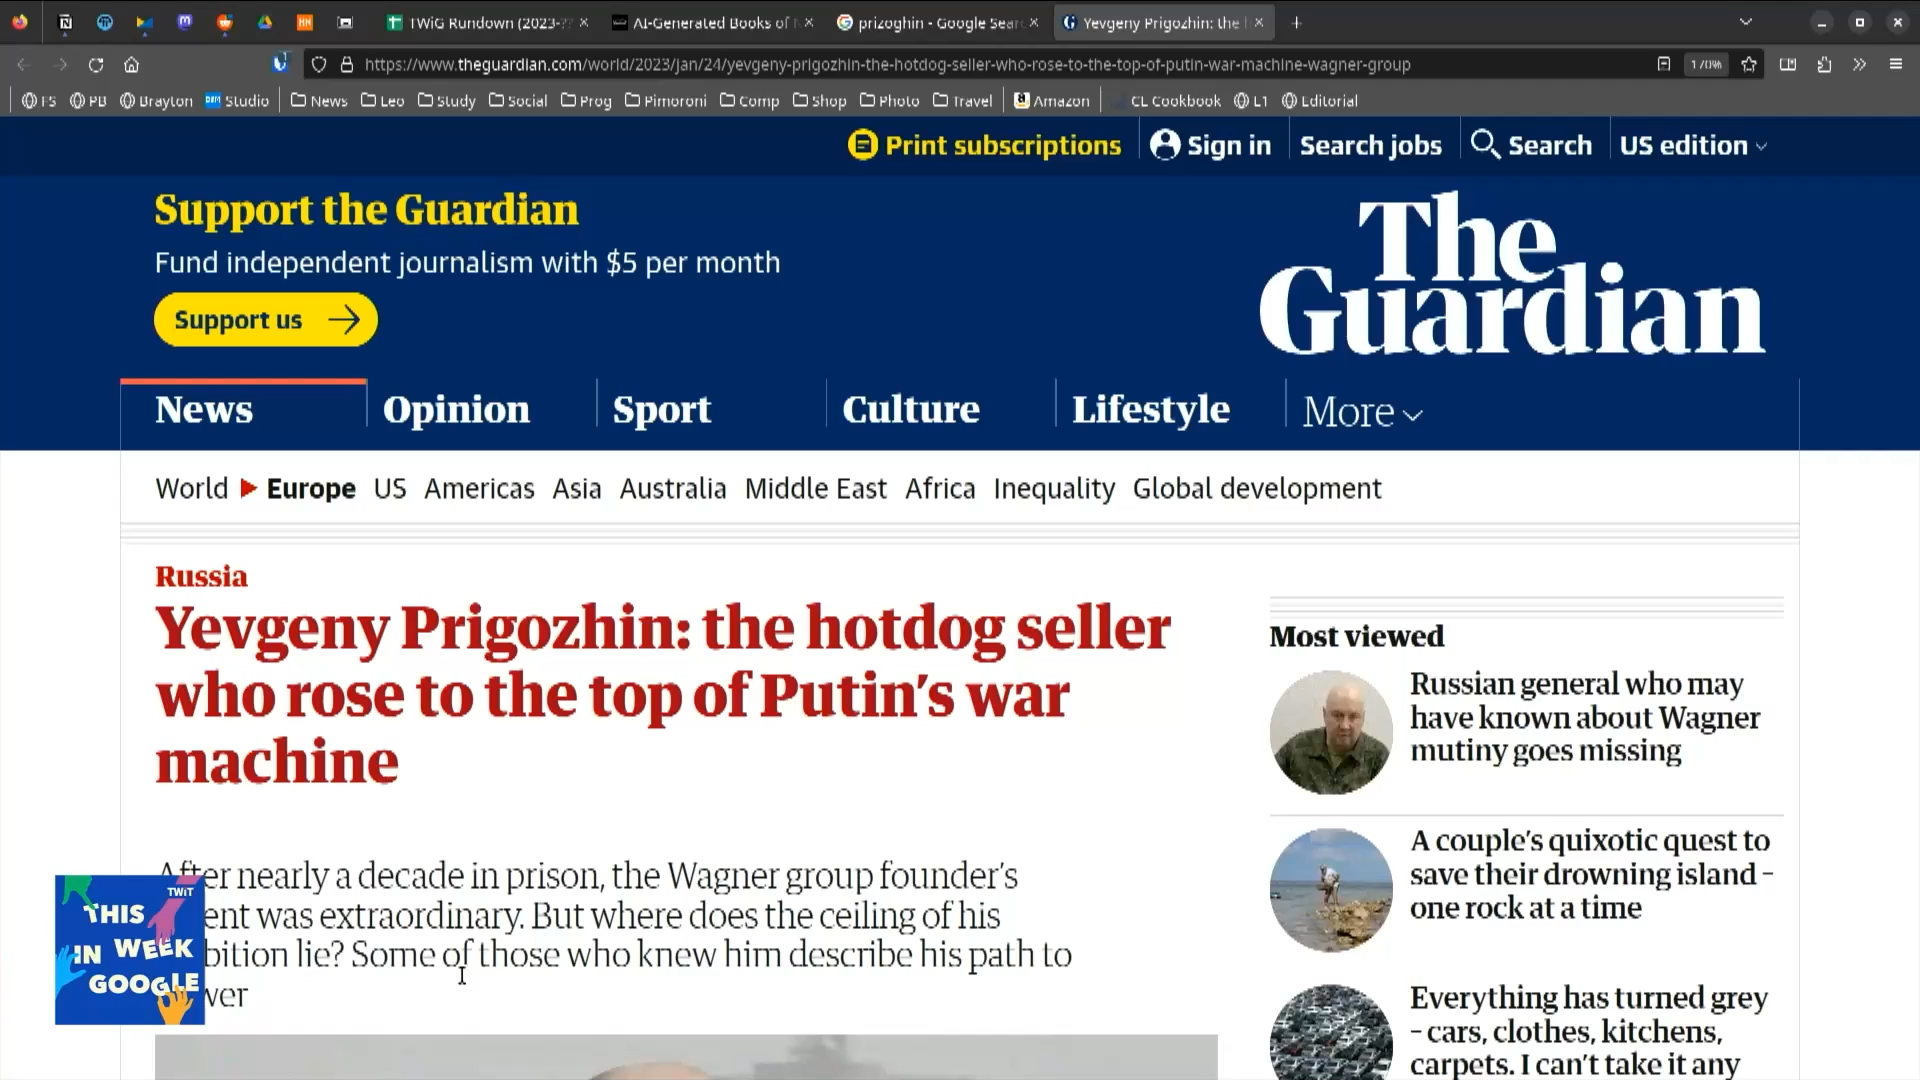 TWiG Rundown (2023-??
AI-Generated Books of
prizoghin - Google Sear
Yevgeny Prigozhin: the
https://www.theguardian.com/world/2023/jan/24/yevgeny-prigozhin-the-hotdog-seller-who-rose-to-the-top-of-putin-war-machine-wagner-group
170%
FS PB Brayton Studio News Leo Study Social Prog Pimoroni Comp Shop Photo Travel Amazon CL Cookbook L1 Editorial
Print subscriptions Sign in Search jobs Search US edition
Support the Guardian
Fund independent journalism with $5 per month
Support us
The
Guardian
News Opinion Sport Culture Lifestyle More
World Europe US Americas Asia Australia Middle East Africa Inequality Global development
Russia
Yevgeny Prigozhin: the hotdog seller
who rose to the top of Putin's war
machine
After nearly a decade in prison, the Wagner group founder's
ent was extraordinary. But where does the ceiling of his
bition lie? Some of those who knew him describe his path to
wer
TWiT
THIS
IN WEEK
GOOGLE
Most viewed
Russian general who may
have known about Wagner
mutiny goes missing
A couple's quixotic quest to
save their drowning island –
one rock at a time
Everything has turned grey
– cars, clothes, kitchens,
carpets. I can't take it any